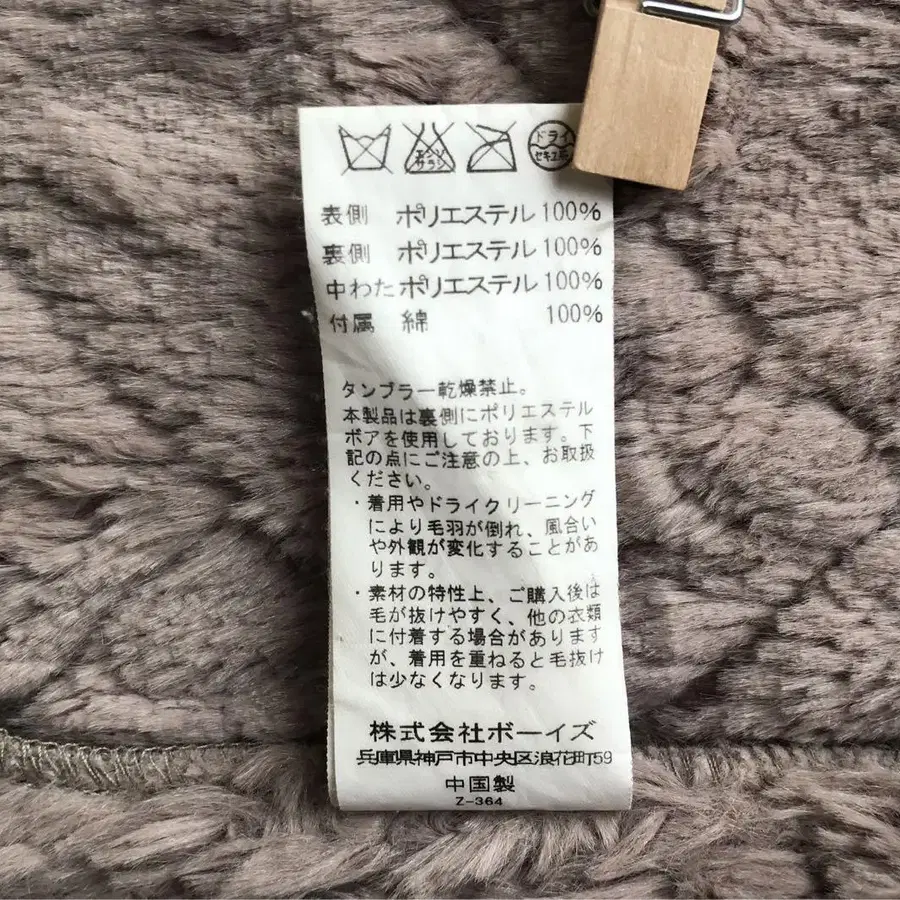 エンソ
サラシ
ドライ
セキユ系
表側 ポリエステル 100%
裏側 ポリエステル 100%
中わた ポリエステル 100%
付属 綿 100%
タンブラー乾燥禁止。
本製品は裏側にポリエステル
ボアを使用しております。下
記の点にご注意の上、お取扱
ください。
・着用やドライクリーニング
により毛羽が倒れ、風合い
や外観が変化することがあ
ります。
・素材の特性上、ご購入後は
毛が抜けやすく、他の衣類
に付着する場合があります
が、着用を重ねると毛抜け
は少なくなります。
株式会社ボーイズ
兵庫県神戸市中央区浪花町59
中国製
Z-364